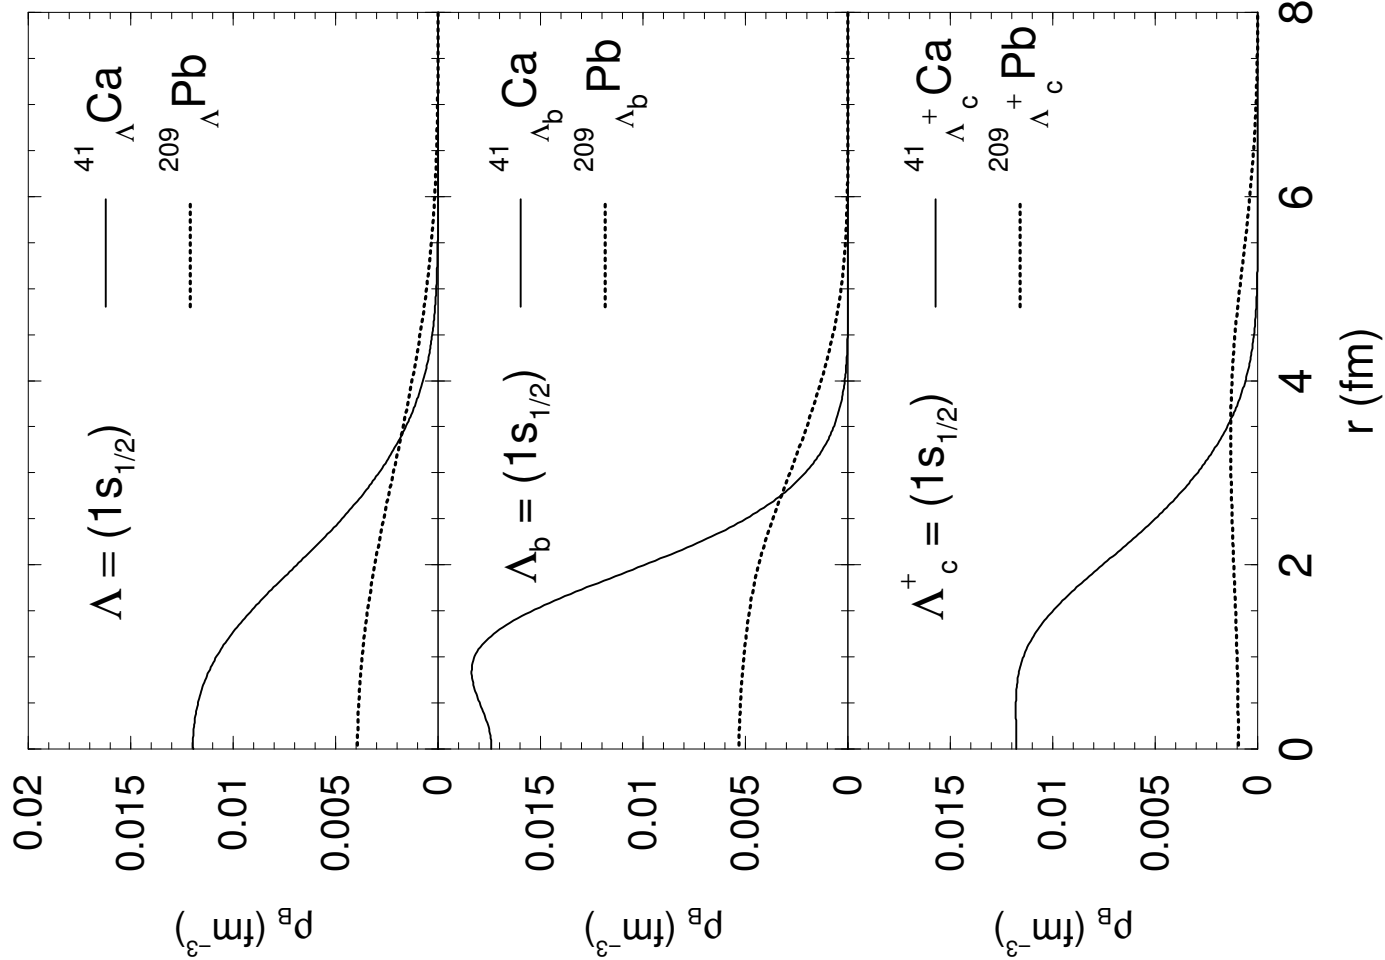 Λ = (1s1/2)
41ΛCa
209ΛPb
0.02
0.015
0.01
0.005
0
ρB (fm−3)
Λb = (1s1/2)
41ΛbCa
209ΛbPb
0.015
0.01
0.005
0
ρB (fm−3)
Λ+c = (1s1/2)
41Λ+cCa
209Λ+cPb
0.015
0.01
0.005
0
ρB (fm−3)
0 2 4 6 8
r (fm)